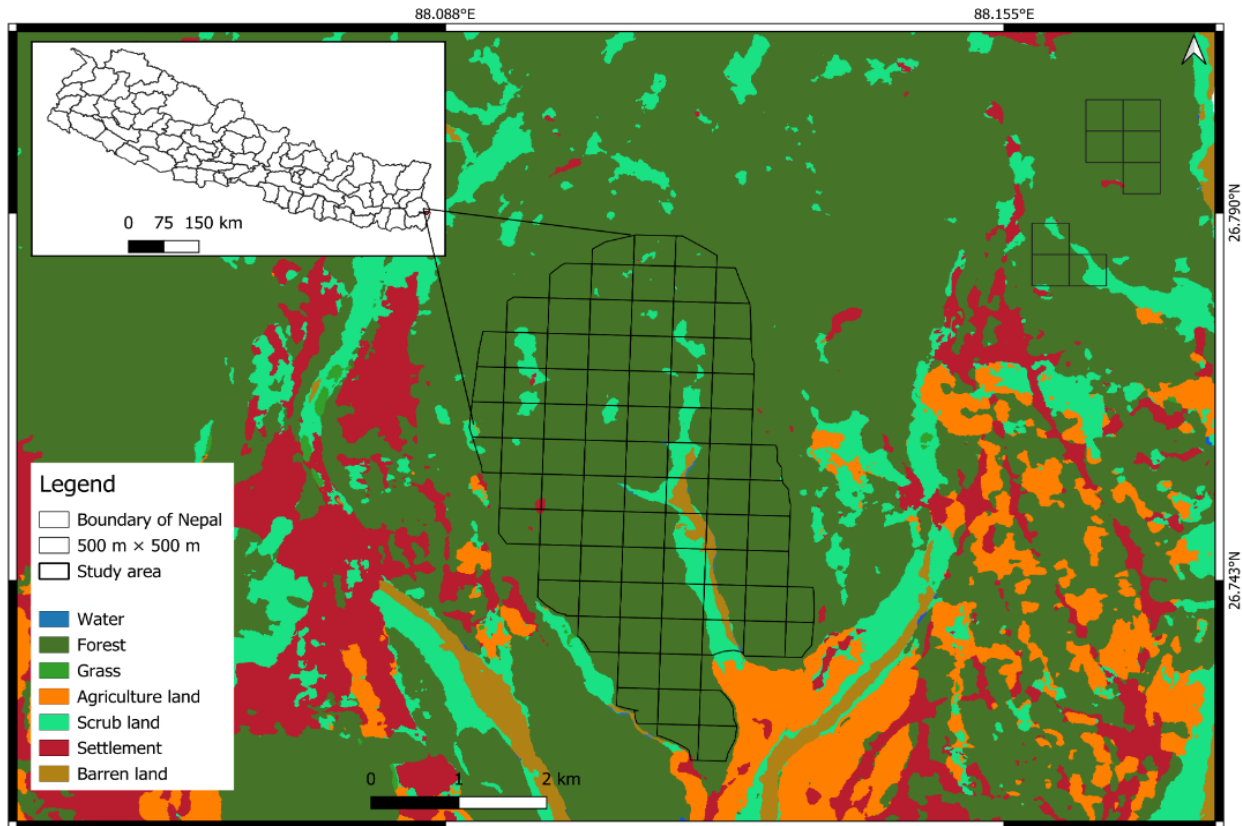 88.088°E
88.155°E
0 75 150 km
26.790°N
Legend
Boundary of Nepal
500 m × 500 m
Study area
26.743°N
Water
Forest
Grass
Agriculture land
Scrub land
Settlement
Barren land
0 1 2 km